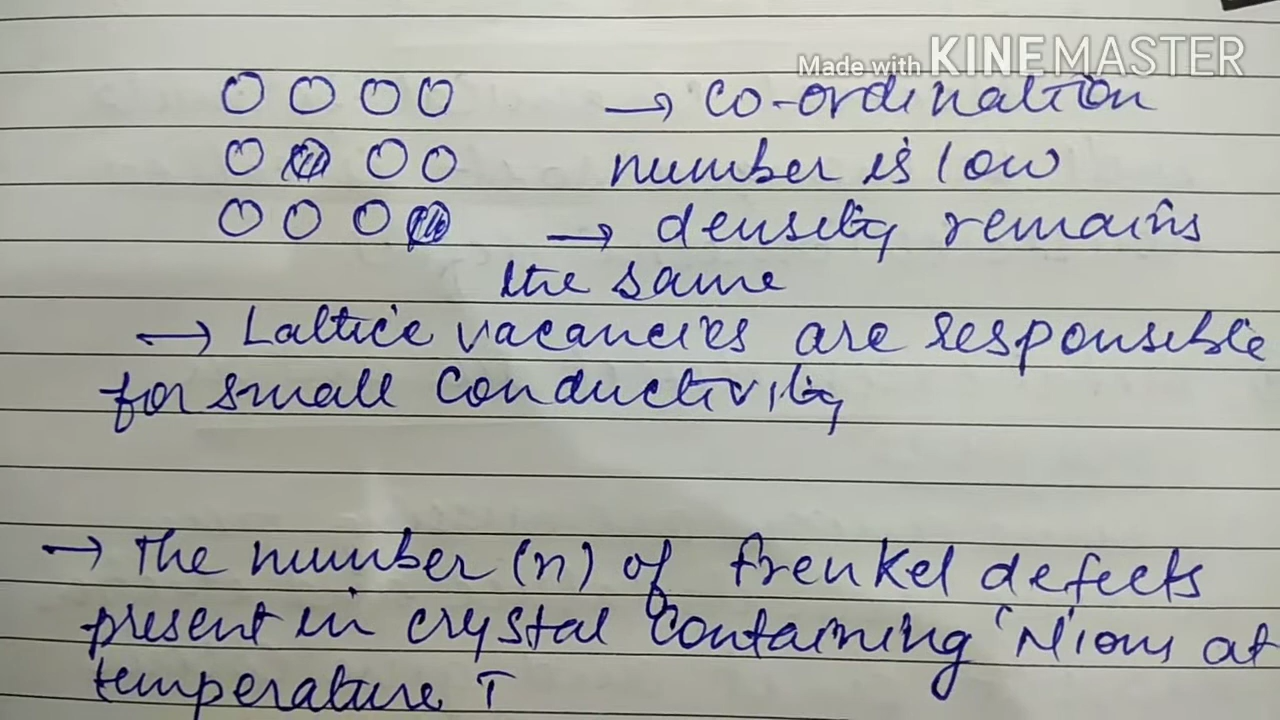 Made with KINEMASTER
→ co-ordination
number is low
→ density remains
the same
→ Lattice vacancies are responsible
for small conductivity
→ The number (n) of frenkel defects
present in crystal containing 'N' ions at
temperature T